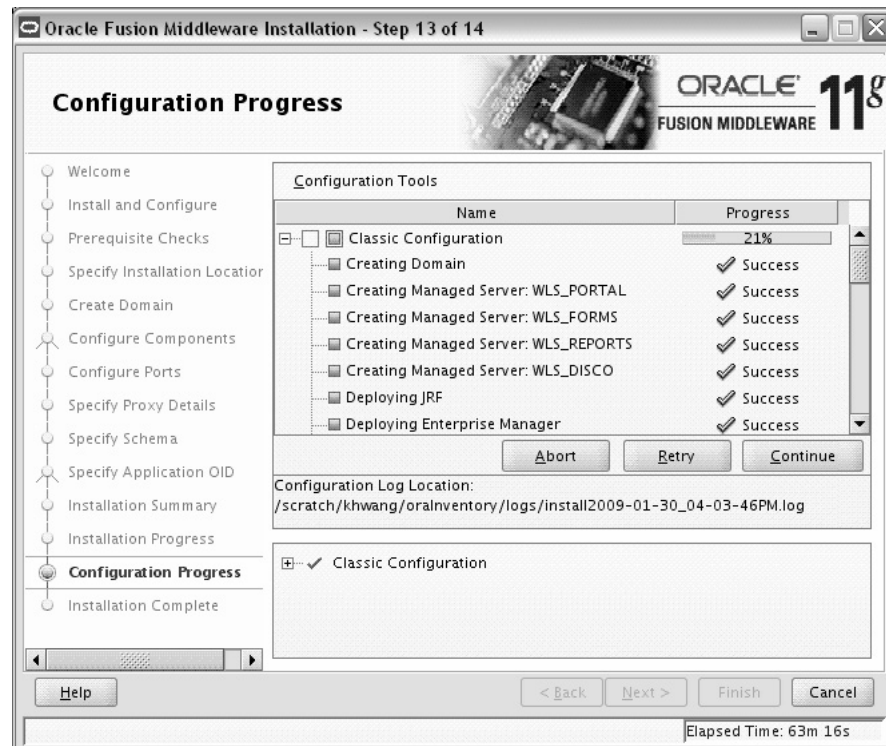 Oracle Fusion Middleware Installation - Step 13 of 14
Configuration Progress
ORACLE 11g
FUSION MIDDLEWARE
Welcome
Install and Configure
Prerequisite Checks
Specify Installation Location
Create Domain
Configure Components
Configure Ports
Specify Proxy Details
Specify Schema
Specify Application OID
Installation Summary
Installation Progress
Configuration Progress
Installation Complete
Configuration Tools
Name Progress
Classic Configuration 21%
Creating Domain Success
Creating Managed Server: WLS_PORTAL Success
Creating Managed Server: WLS_FORMS Success
Creating Managed Server: WLS_REPORTS Success
Creating Managed Server: WLS_DISCO Success
Deploying JRF Success
Deploying Enterprise Manager Success
Abort Retry Continue
Configuration Log Location:
/scratch/khwang/oraInventory/logs/install2009-01-30_04-03-46PM.log
Classic Configuration
Help < Back Next > Finish Cancel
Elapsed Time: 63m 16s